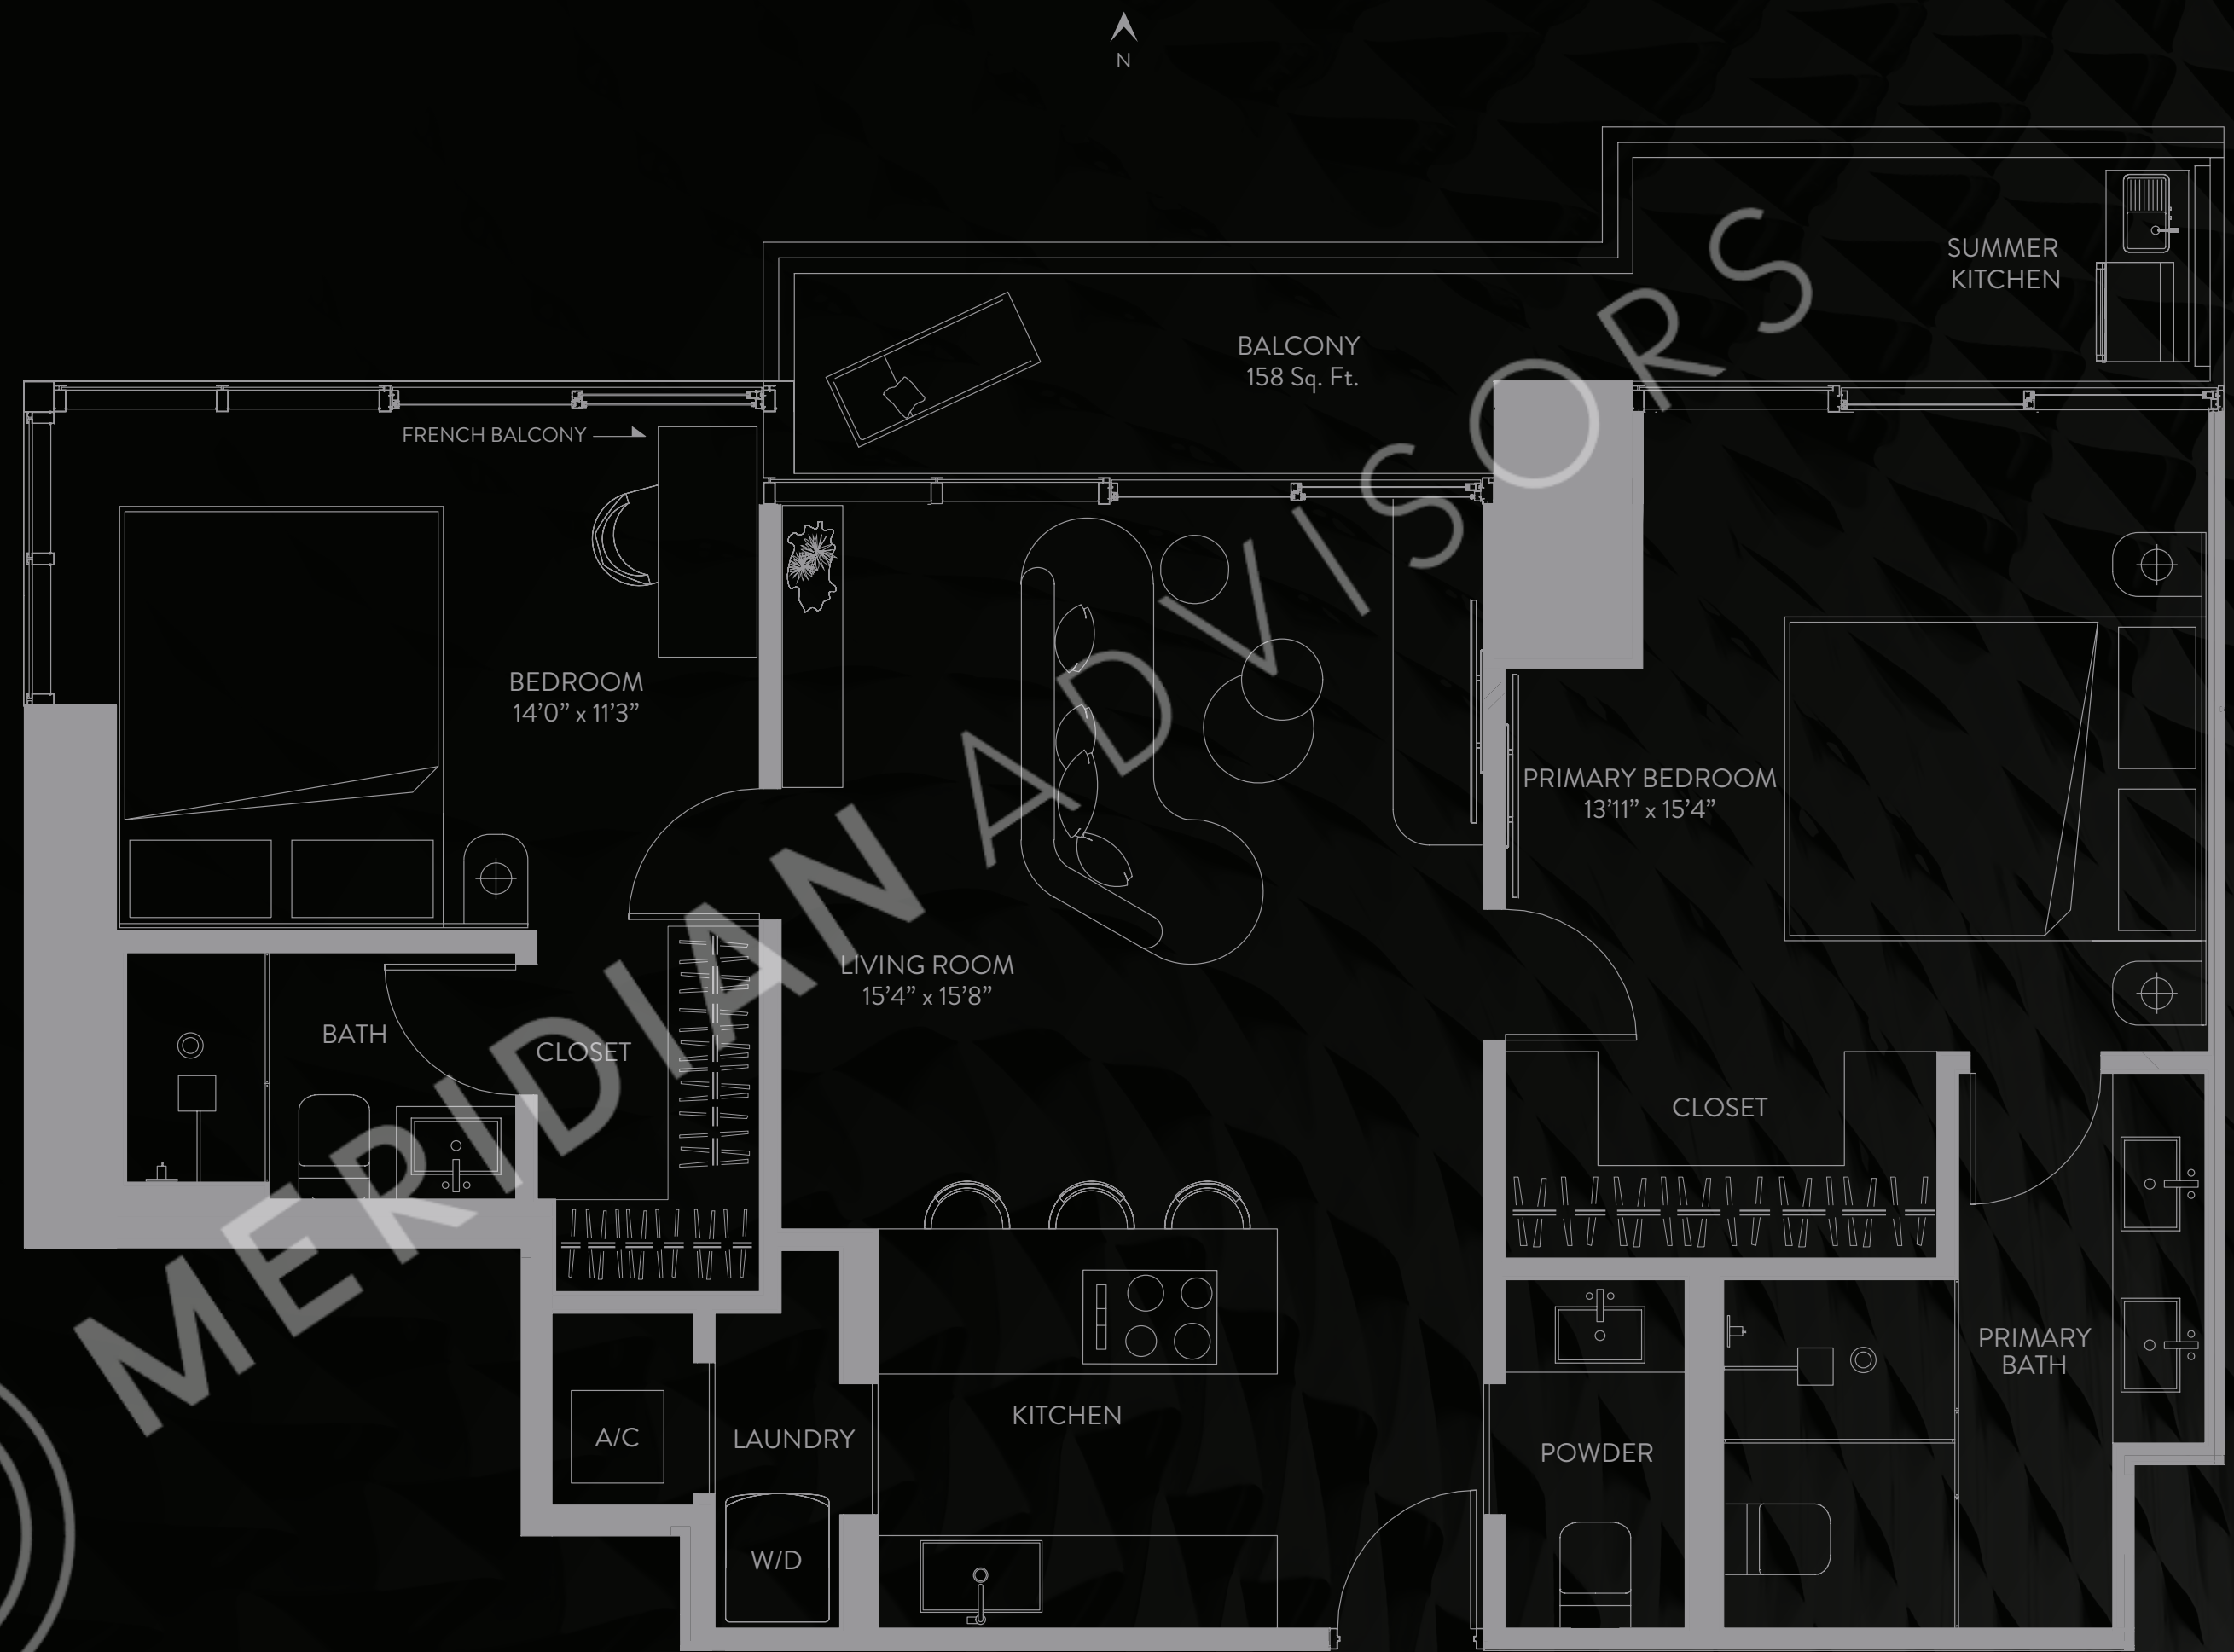 N
SUMMER
KITCHEN
BALCONY
158 Sq. Ft.
FRENCH BALCONY
BEDROOM
14’0” x 11’3”
PRIMARY BEDROOM
13’11” x 15’4”
LIVING ROOM
15’4” x 15’8”
BATH
CLOSET
CLOSET
PRIMARY
BATH
KITCHEN
A/C
LAUNDRY
POWDER
W/D
MERIDIAN ADVISORS